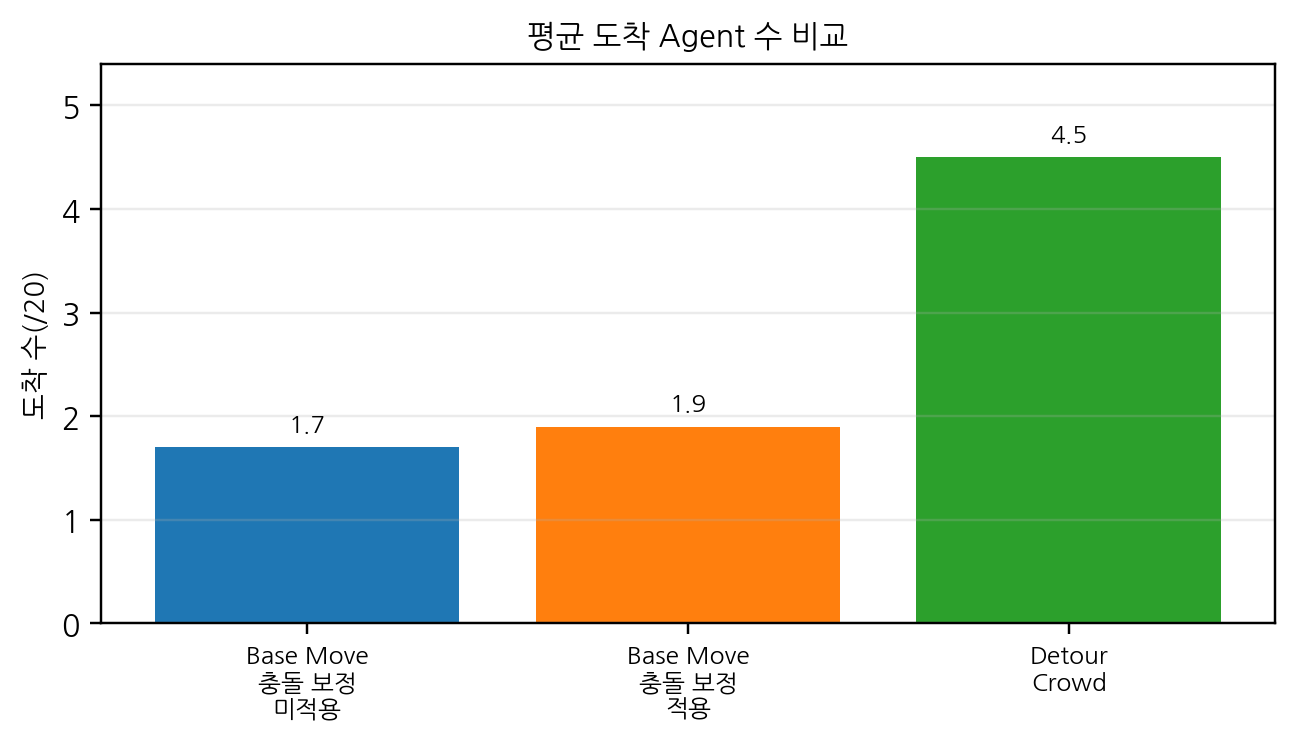 평균 도착 Agent 수 비교
도착 수(/20)
5
4
3
2
1
0
1.7
1.9
4.5
Base Move
충돌 보정
미적용
Base Move
충돌 보정
적용
Detour
Crowd